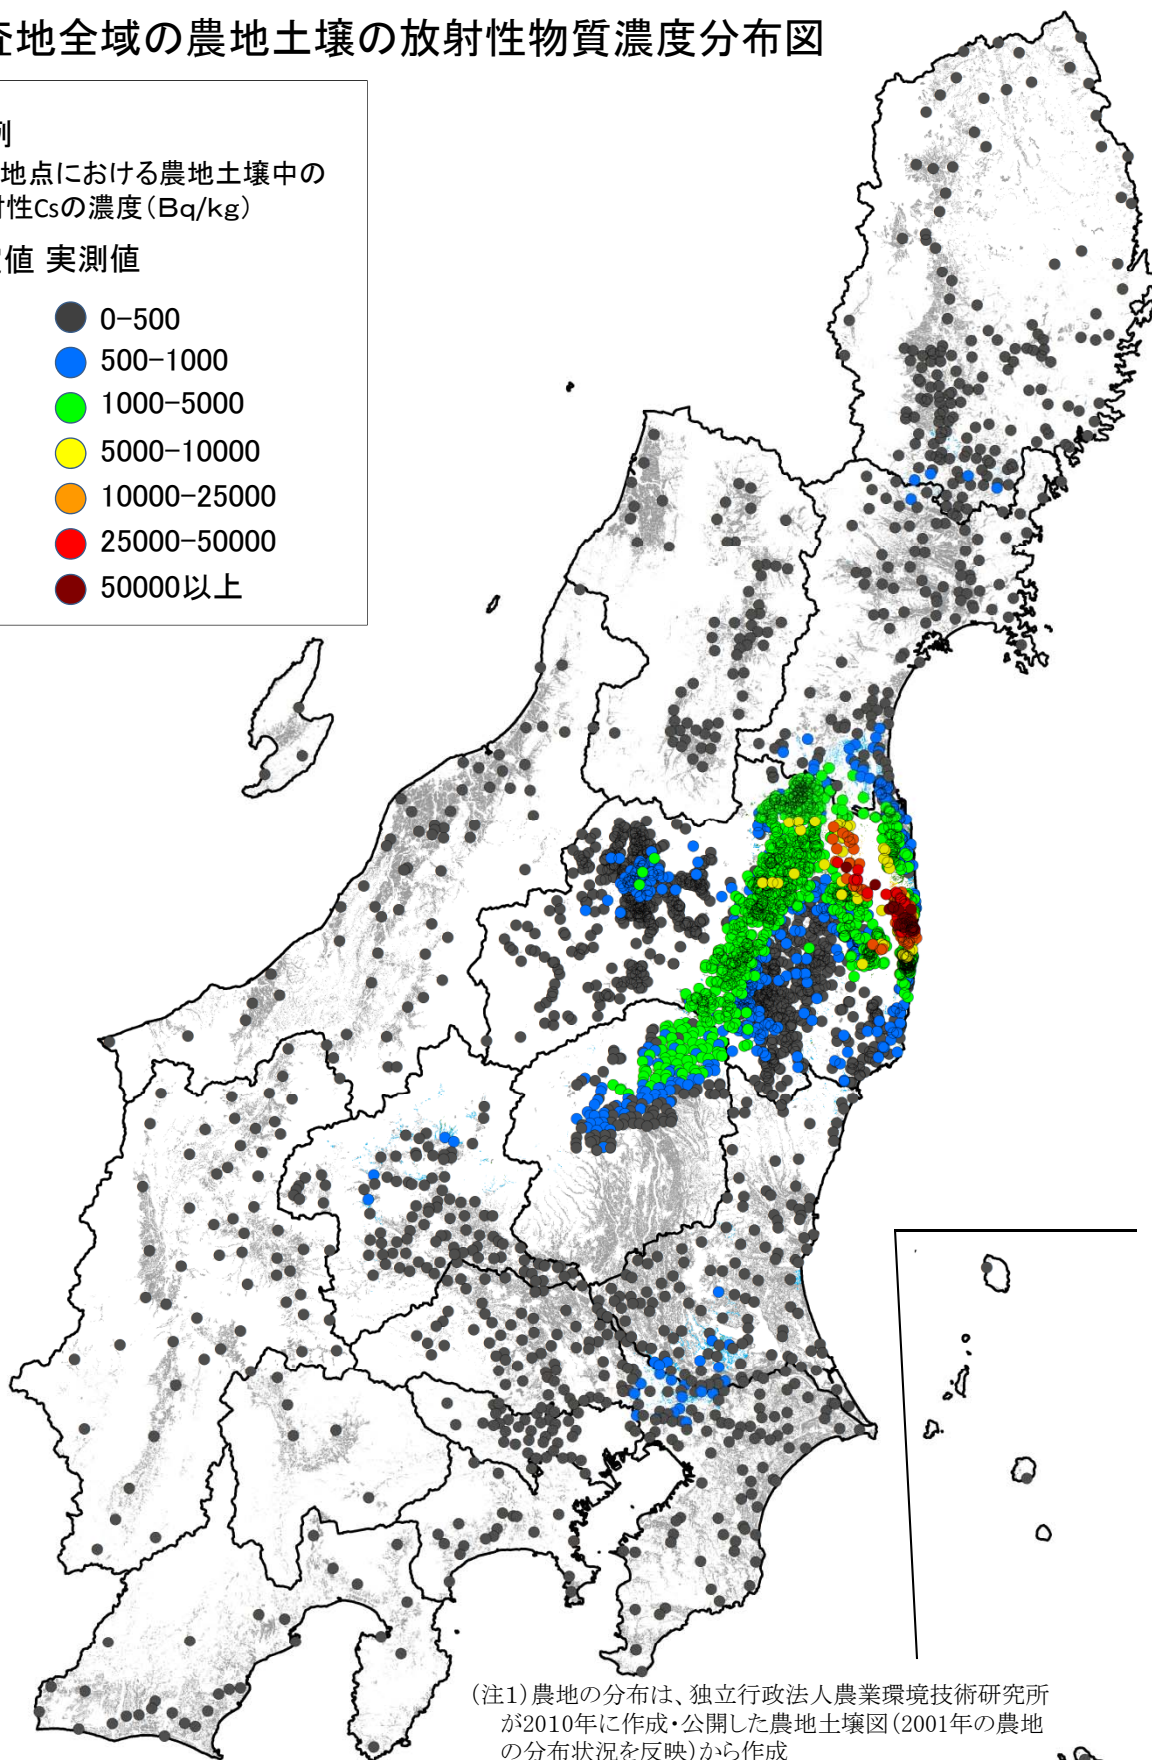 査地全域の農地土壌の放射性物質濃度分布図
例
地点における農地土壌中の
射性Csの濃度(Bq/kg)
値 実測値
0-500
500-1000
1000-5000
5000-10000
10000-25000
25000-50000
50000以上
(注1)農地の分布は、独立行政法人農業環境技術研究所
が2010年に作成・公開した農地土壌図(2001年の農地
の分布状況を反映)から作成